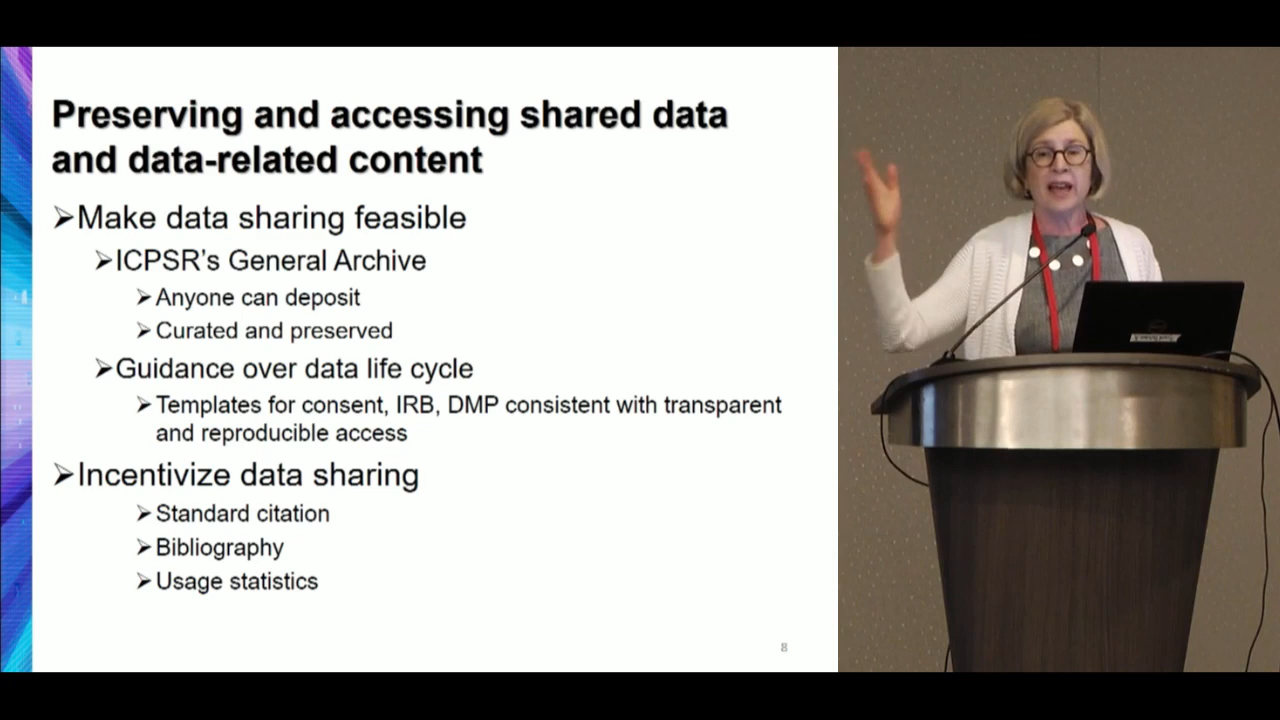 Preserving and accessing shared data
and data-related content
➢Make data sharing feasible
➢ICPSR’s General Archive
➢Anyone can deposit
➢Curated and preserved
➢Guidance over data life cycle
➢Templates for consent, IRB, DMP consistent with transparent
and reproducible access
➢Incentivize data sharing
➢Standard citation
➢Bibliography
➢Usage statistics
8